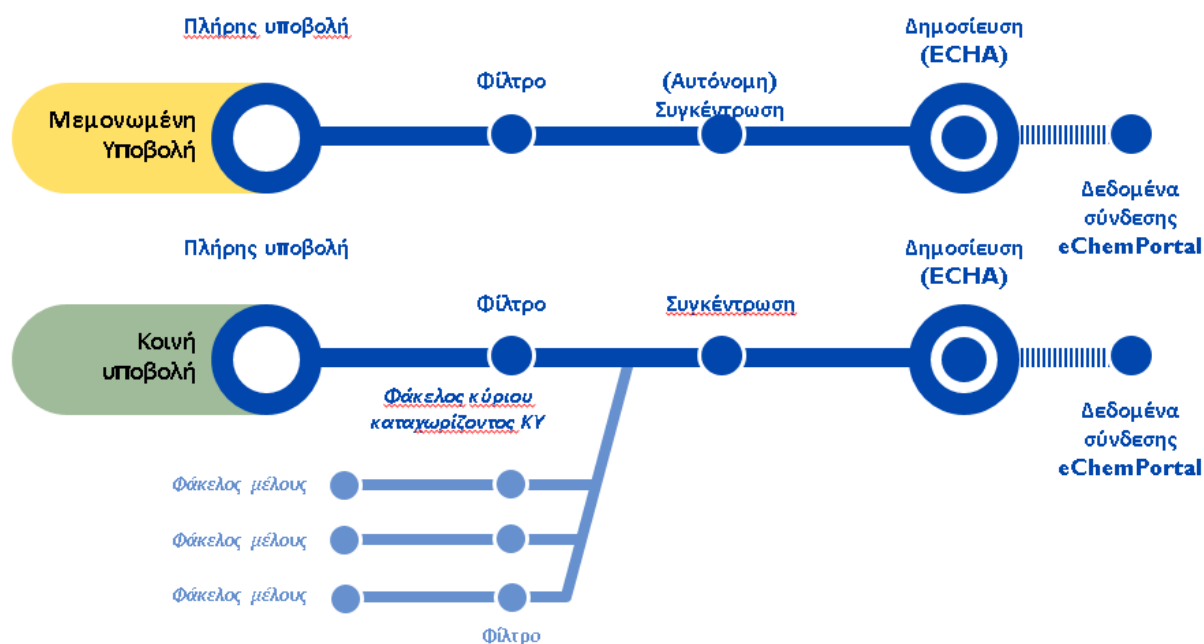 Πλήρης υποβολή
Δημοσίευση
(ECHA)
Φίλτρο
(Αυτόνομη)
Συγκέντρωση
Μεμονωμένη
Υποβολή
Δεδομένα
σύνδεσης
eChemPortal
Πλήρης υποβολή
Δημοσίευση
(ECHA)
Φίλτρο
Συγκέντρωση
Κοινή
υποβολή
Φάκελος κύριου
καταχωρίζοντος ΚΥ
Δεδομένα
σύνδεσης
eChemPortal
Φάκελος μέλους
Φάκελος μέλους
Φάκελος μέλους
Φίλτρο